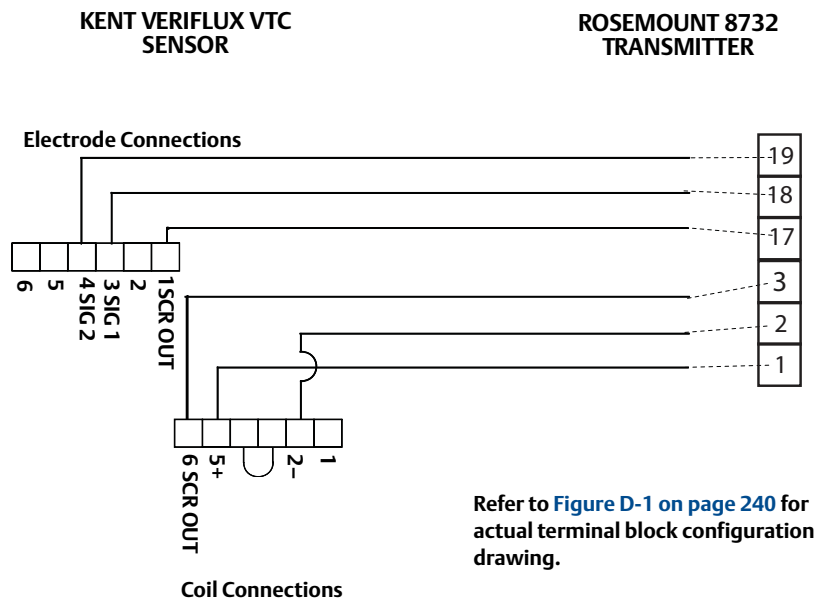 KENT VERIFLUX VTC
SENSOR
ROSEMOUNT 8732
TRANSMITTER
Electrode Connections
19
18
17
3
2
1
6
5
4 SIG 2
3 SIG 1
2
1 SCR OUT
6 SCR OUT
5+
2–
1
Refer to Figure D-1 on page 240 for
actual terminal block configuration
drawing.
Coil Connections